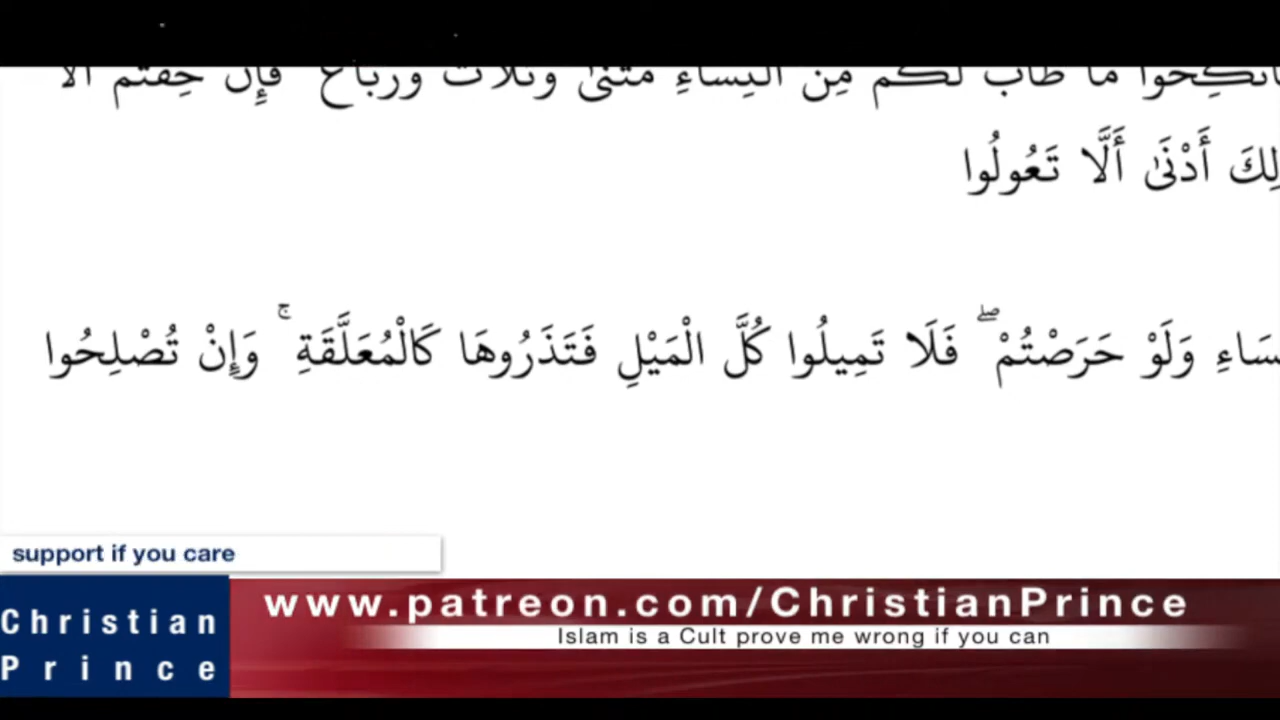 مَا طَابَ لَكُم مِّنَ النِّسَاءِ مَثْنَىٰ وَثُلَاثَ وَرُبَاعَ فَإِنْ خِفْتُمْ أَلَّا
أَدْنَىٰ أَلَّا تَعُولُوا
وَلَوْ حَرَصْتُمْ ۖ فَلَا تَمِيلُوا كُلَّ الْمَيْلِ فَتَذَرُوهَا كَالْمُعَلَّقَةِ ۚ وَإِنْ تُصْلِحُوا
support if you care
Christian
Prince
www.patreon.com/ChristianPrince
Islam is a Cult prove me wrong if you can